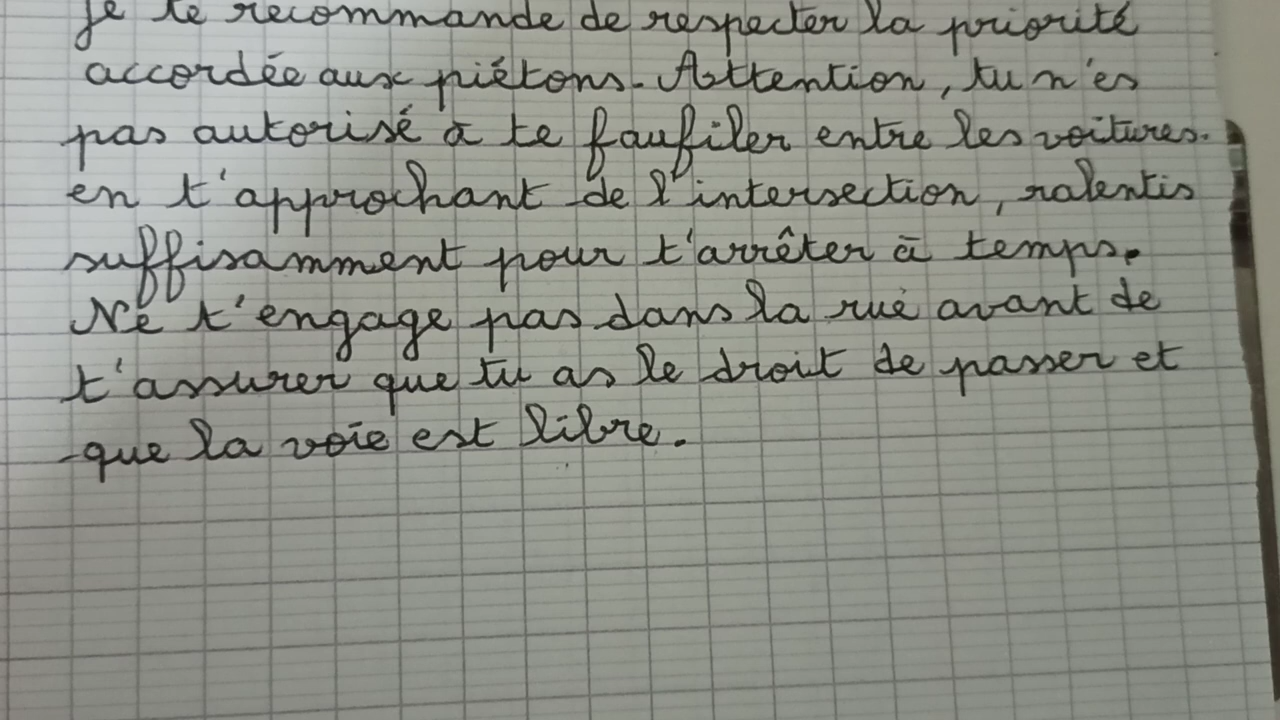 je te recommande de respecter la priorité
accordée aux piétons. Attention, tu n'es
pas autorisé à te faufiler entre les voitures.
en t'approchant de l'intersection, ralentis
suffisamment pour t'arrêter à temps.
Ne t'engage pas dans la rue avant de
t'assurer que tu as le droit de passer et
que la voie est libre.